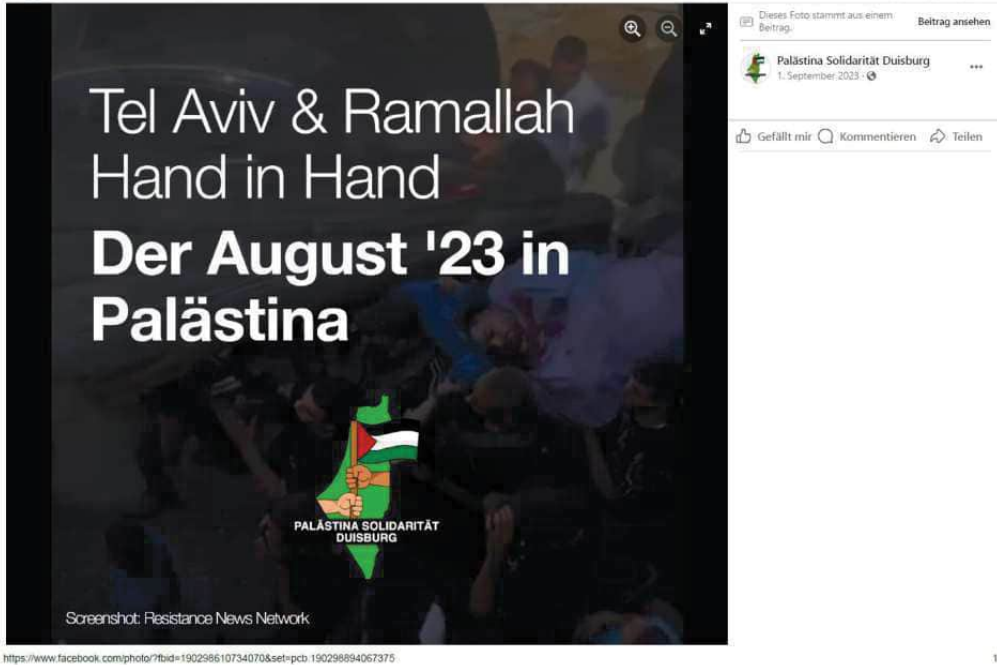 Tel Aviv & Ramallah
Hand in Hand
Der August '23 in
Palästina
PALÄSTINA SOLIDARITÄT
DUISBURG
Screenshot: Resistance News Network
Dieses Foto stammt aus einem
Beitrag.
Beitrag ansehen
Palästina Solidarität Duisburg
1. September 2023 ·
Gefällt mir Kommentieren Teilen
https://www.facebook.com/photo/?fbid=190298610734070&set=pcb.190298894067375
1